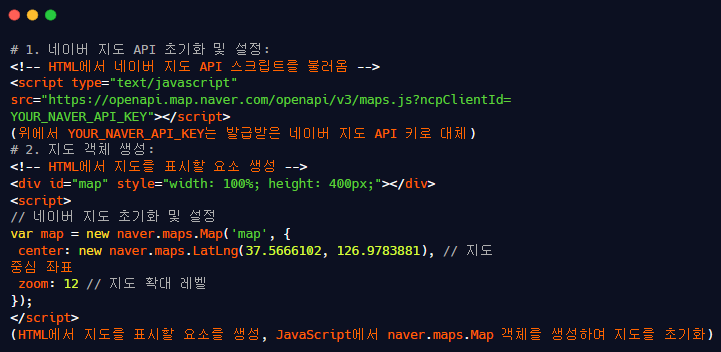 # 1. 네이버 지도 API 초기화 및 설정:
<!-- HTML에서 네이버 지도 API 스크립트를 불러옴 -->
<script type="text/javascript"
src="https://openapi.map.naver.com/openapi/v3/maps.js?ncpClientId=
YOUR_NAVER_API_KEY"></script>
(위에서 YOUR_NAVER_API_KEY는 발급받은 네이버 지도 API 키로 대체)
# 2. 지도 객체 생성:
<!-- HTML에서 지도를 표시할 요소 생성 -->
<div id="map" style="width: 100%; height: 400px;"></div>
<script>
// 네이버 지도 초기화 및 설정
var map = new naver.maps.Map('map', {
center: new naver.maps.LatLng(37.5666102, 126.9783881), // 지도
중심 좌표
zoom: 12 // 지도 확대 레벨
});
</script>
(HTML에서 지도를 표시할 요소를 생성, JavaScript에서 naver.maps.Map 객체를 생성하여 지도를 초기화)